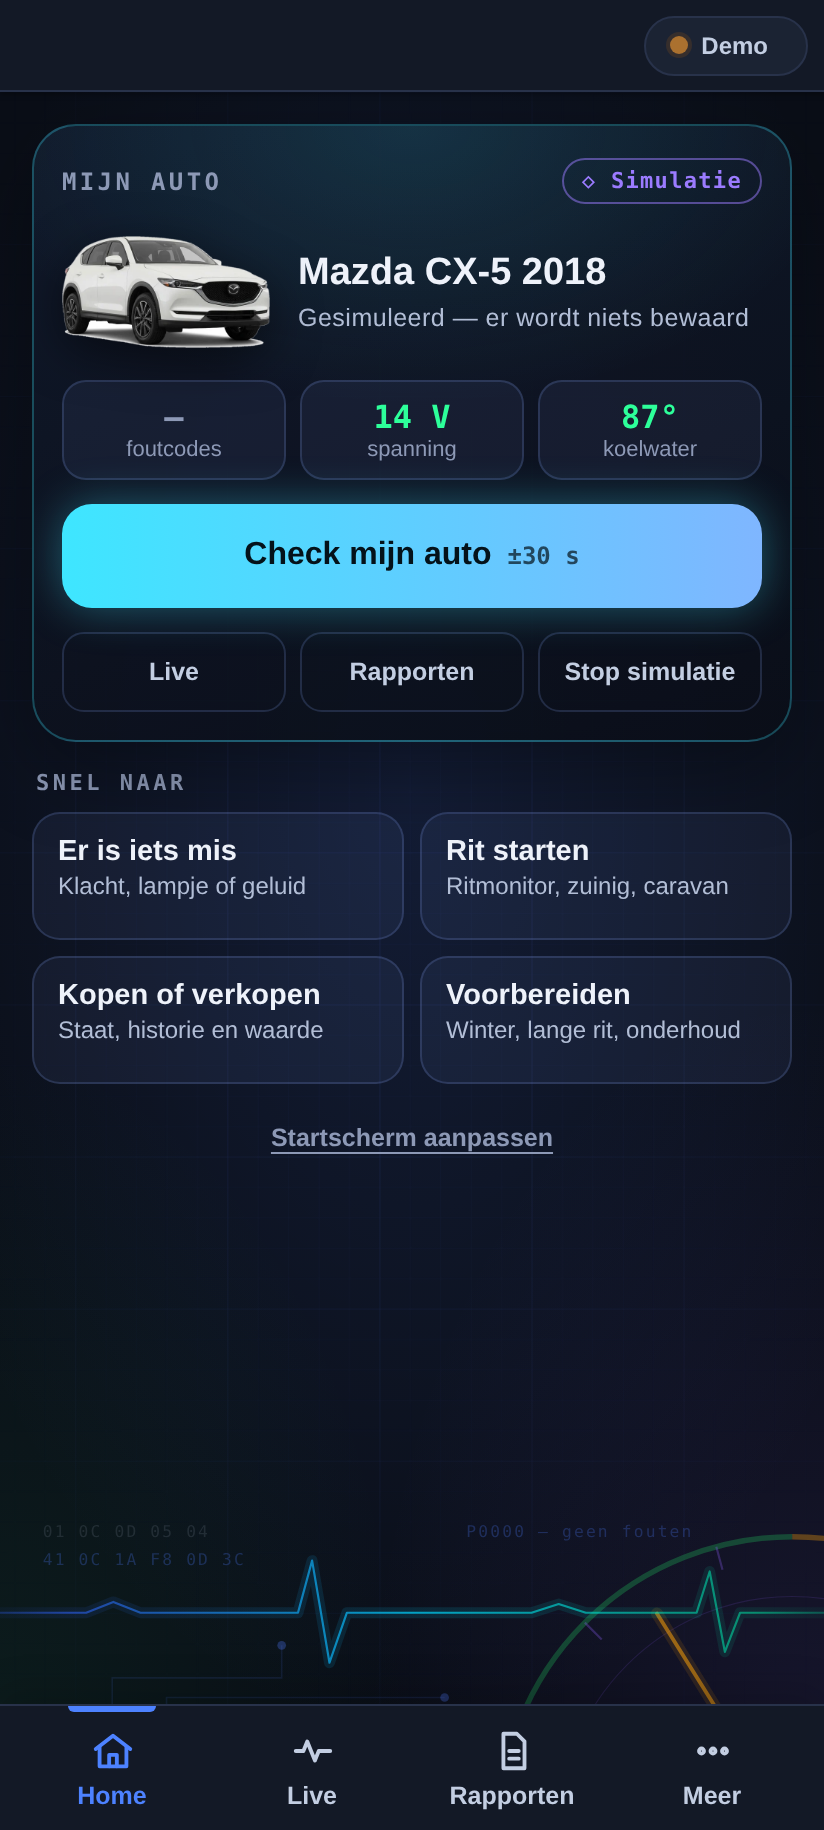 Demo
MIJN AUTO
◇ Simulatie
Mazda CX-5 2018
Gesimuleerd — er wordt niets bewaard
–
foutcodes
14 V
spanning
87°
koelwater
Check mijn auto ±30 s
Live
Rapporten
Stop simulatie
SNEL NAAR
Er is iets mis
Klacht, lampje of geluid
Rit starten
Ritmonitor, zuinig, caravan
Kopen of verkopen
Staat, historie en waarde
Voorbereiden
Winter, lange rit, onderhoud
Startscherm aanpassen
01 0C 0D 05 04
P0000 — geen fouten
41 0C 1A F8 0D 3C
Home
Live
Rapporten
Meer